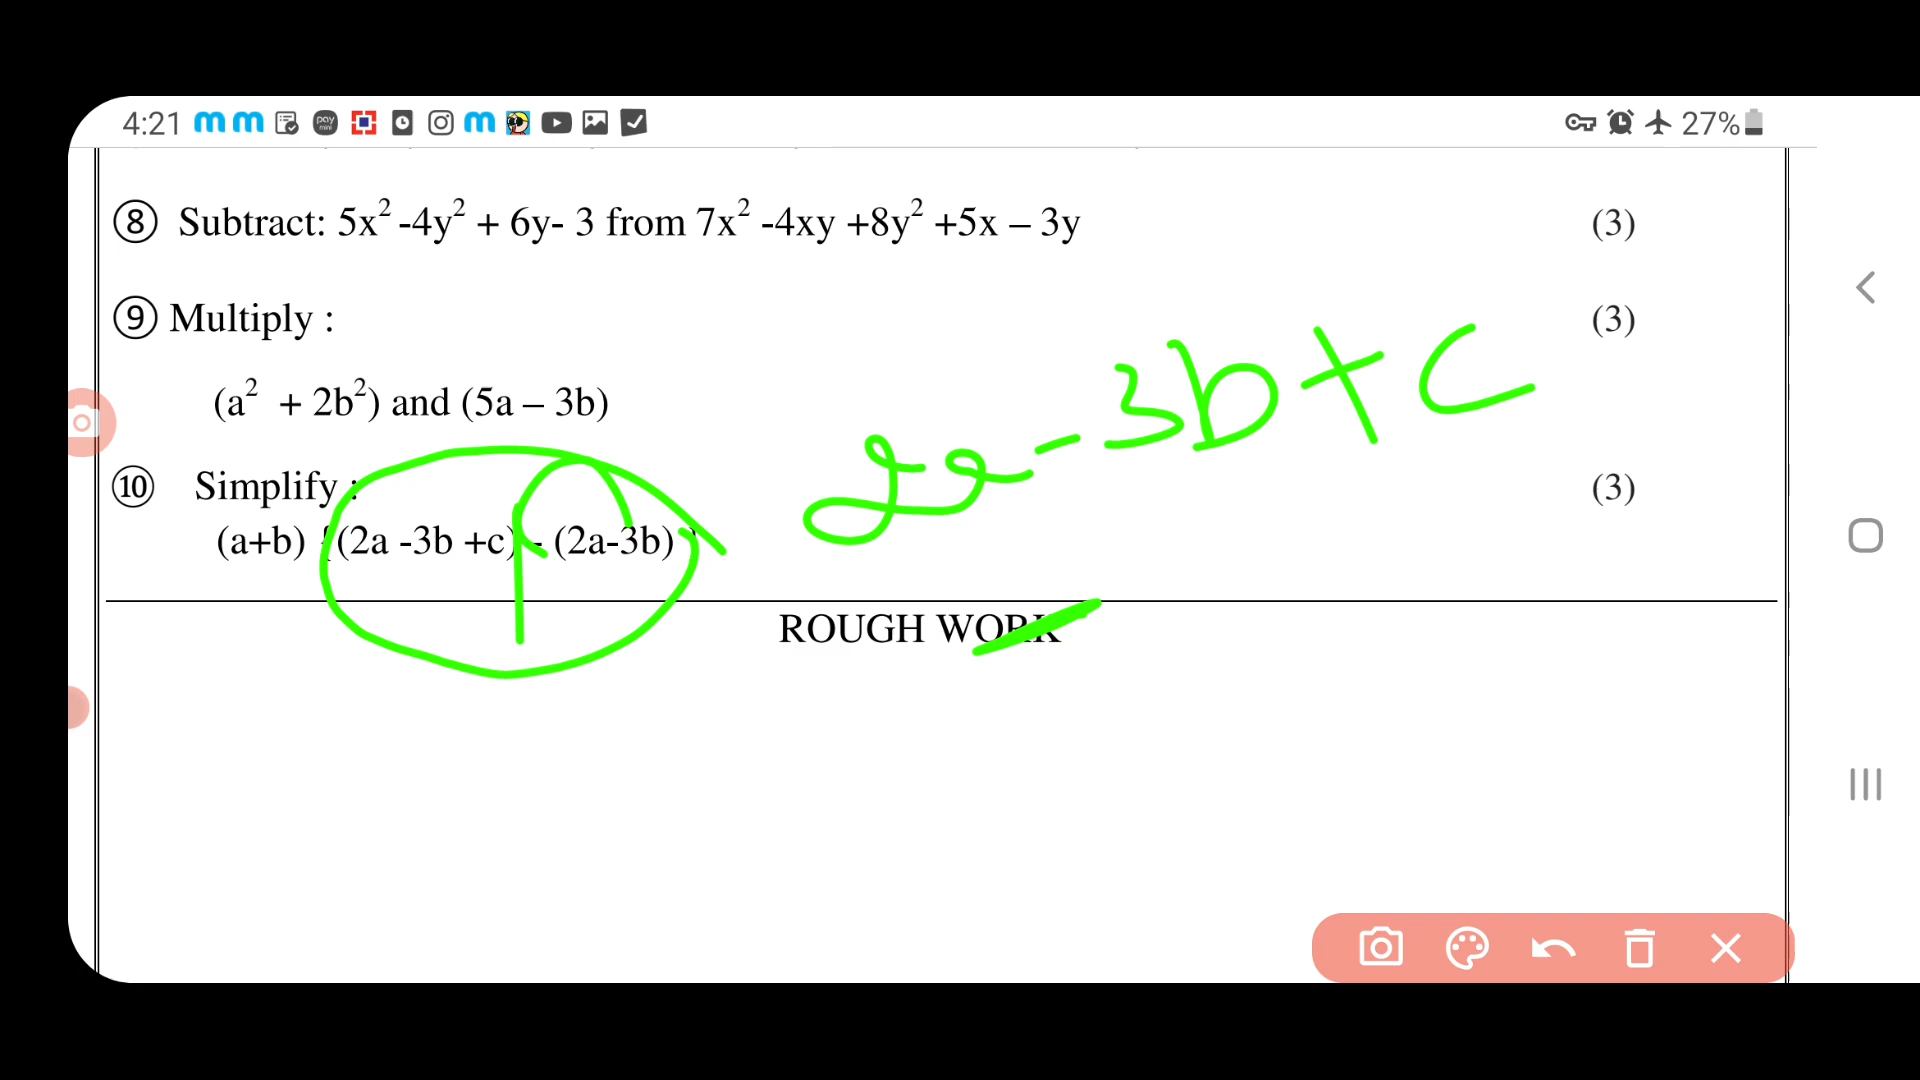 4:21 27%
⑧ Subtract: 5x² -4y² + 6y- 3 from 7x² -4xy +8y² +5x – 3y (3)
⑨ Multiply : (3)
(a² + 2b²) and (5a – 3b)
2a-3b+c
⑩ Simplify : (3)
(a+b) {(2a -3b +c) - (2a-3b) }
ROUGH WORK